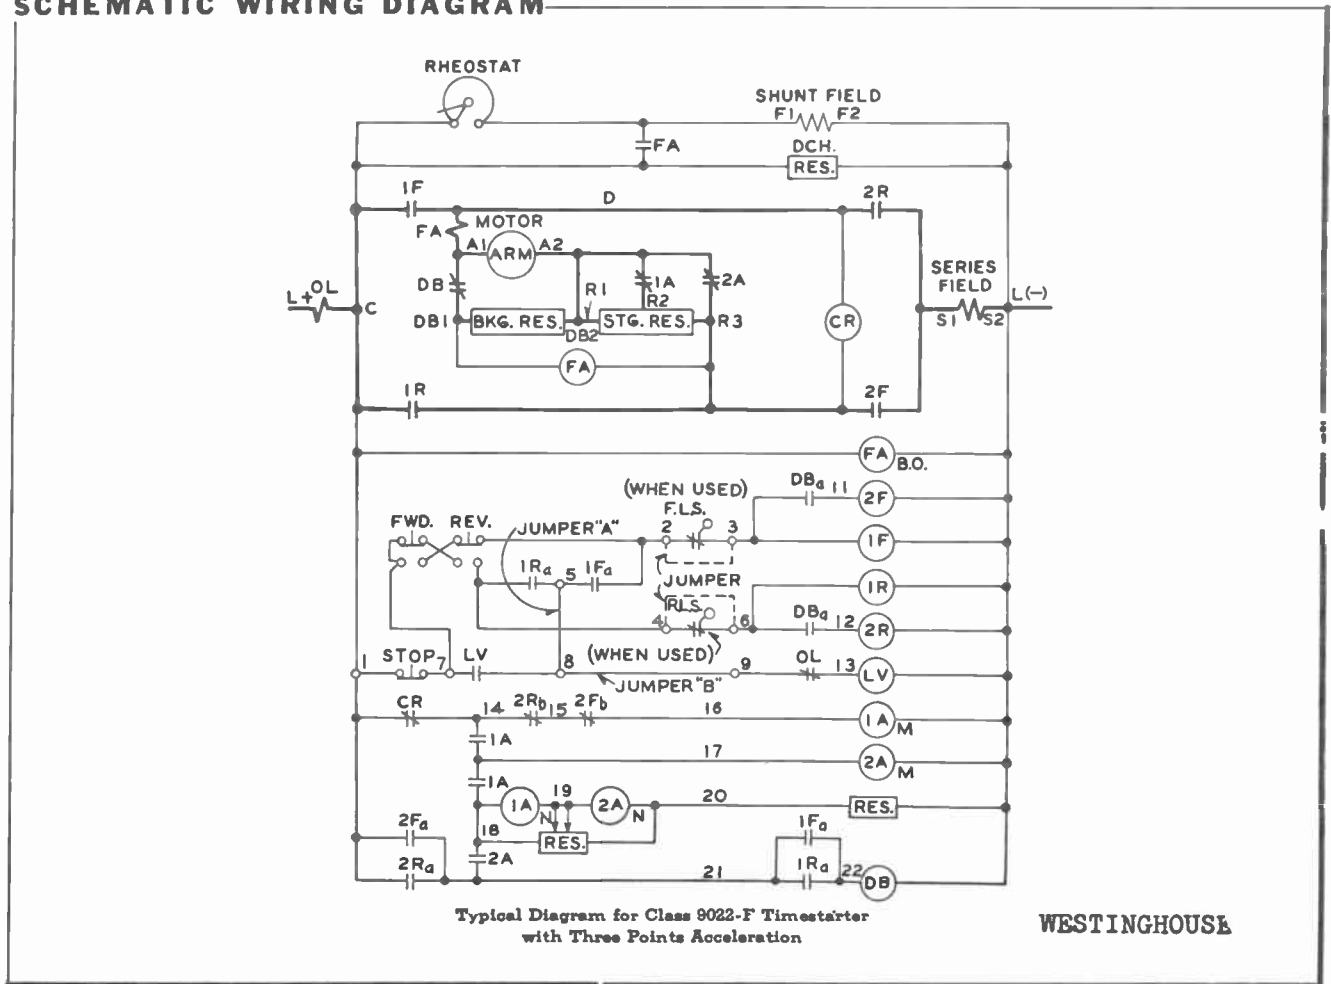 SCHEMATIC WIRING DIAGRAM
RHEOSTAT
SHUNT FIELD
F1 F2
FA
DCH.
RES.
1F
D
2R
FA
MOTOR
A1 ARM A2
SERIES
FIELD
DB
R1
1A
2A
R2
L+ OL
C
L(-)
DB1
BKG. RES.
STG. RES.
R3
CR
S1 S2
DB2
FA
1R
2F
FA
B.O.
(WHEN USED)
F.L.S.
DBa 11
2F
FWD. REV.
JUMPER "A"
2 3
1F
1Ra 5 1Fa
JUMPER
1R
R.L.S.
4 6
DBa 12
2R
1 STOP 7 LV
8
(WHEN USED)
9
OL 13
LV
JUMPER "B"
CR
14 2Rb 15 2Fb
16
1A M
1A
17
2A M
1A
1A N
19
2A N
20
RES.
2Fa
18
RES.
1Fa
2Ra
2A
21
1Ra
22
DB
Typical Diagram for Class 9022-F Timestarter
with Three Points Acceleration
WESTINGHOUSE